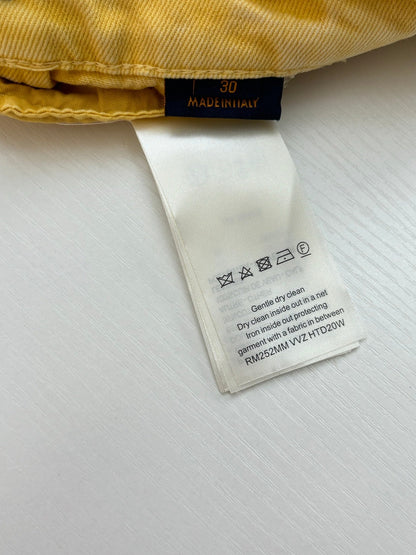 30
MADE IN ITALY
F
Gentle dry clean
Dry clean inside out in a net
Iron inside out protecting
garment with a fabric in between
RM252MM VVZ HTD20W